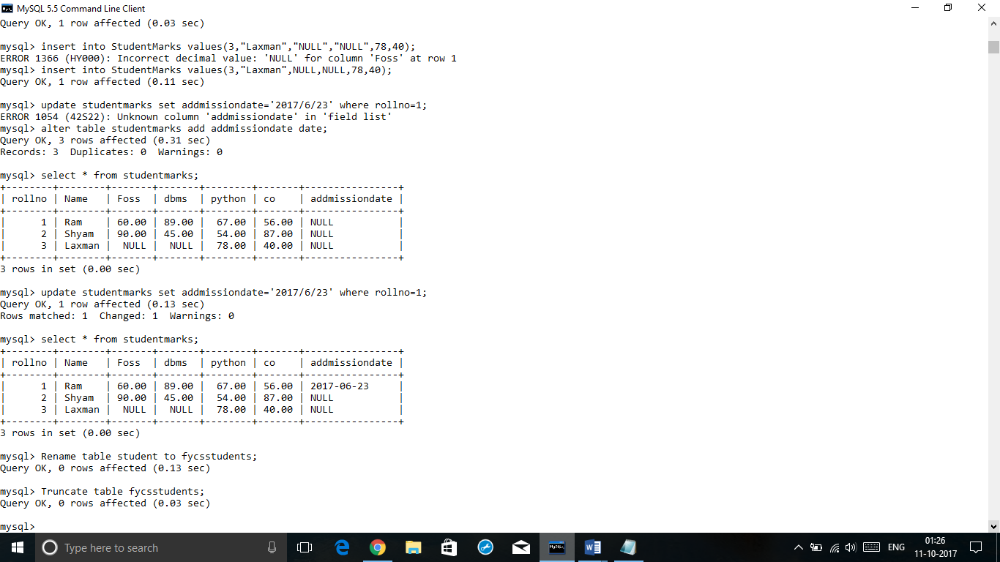 MySQL 5.5 Command Line Client
Query OK, 1 row affected (0.03 sec)
mysql> insert into StudentMarks values(3,"Laxman","NULL","NULL",78,40);
ERROR 1366 (HY000): Incorrect decimal value: 'NULL' for column 'Foss' at row 1
mysql> insert into StudentMarks values(3,"Laxman",NULL,NULL,78,40);
Query OK, 1 row affected (0.11 sec)
mysql> update studentmarks set addmissiondate='2017/6/23' where rollno=1;
ERROR 1054 (42S22): Unknown column 'addmissiondate' in 'field list'
mysql> alter table studentmarks add addmissiondate date;
Query OK, 3 rows affected (0.31 sec)
Records: 3  Duplicates: 0  Warnings: 0
mysql> select * from studentmarks;
+--------+--------+-------+-------+--------+-------+----------------+
| rollno | Name   | Foss  | dbms  | python | co    | addmissiondate |
+--------+--------+-------+-------+--------+-------+----------------+
|      1 | Ram    | 60.00 | 89.00 |  67.00 | 56.00 | NULL           |
|      2 | Shyam  | 90.00 | 45.00 |  54.00 | 87.00 | NULL           |
|      3 | Laxman |  NULL |  NULL |  78.00 | 40.00 | NULL           |
+--------+--------+-------+-------+--------+-------+----------------+
3 rows in set (0.00 sec)
mysql> update studentmarks set addmissiondate='2017/6/23' where rollno=1;
Query OK, 1 row affected (0.13 sec)
Rows matched: 1  Changed: 1  Warnings: 0
mysql> select * from studentmarks;
+--------+--------+-------+-------+--------+-------+----------------+
| rollno | Name   | Foss  | dbms  | python | co    | addmissiondate |
+--------+--------+-------+-------+--------+-------+----------------+
|      1 | Ram    | 60.00 | 89.00 |  67.00 | 56.00 | 2017-06-23     |
|      2 | Shyam  | 90.00 | 45.00 |  54.00 | 87.00 | NULL           |
|      3 | Laxman |  NULL |  NULL |  78.00 | 40.00 | NULL           |
+--------+--------+-------+-------+--------+-------+----------------+
3 rows in set (0.00 sec)
mysql> Rename table student to fycsstudents;
Query OK, 0 rows affected (0.13 sec)
mysql> Truncate table fycsstudents;
Query OK, 0 rows affected (0.03 sec)
mysql>
Type here to search
ENG
01:26
11-10-2017